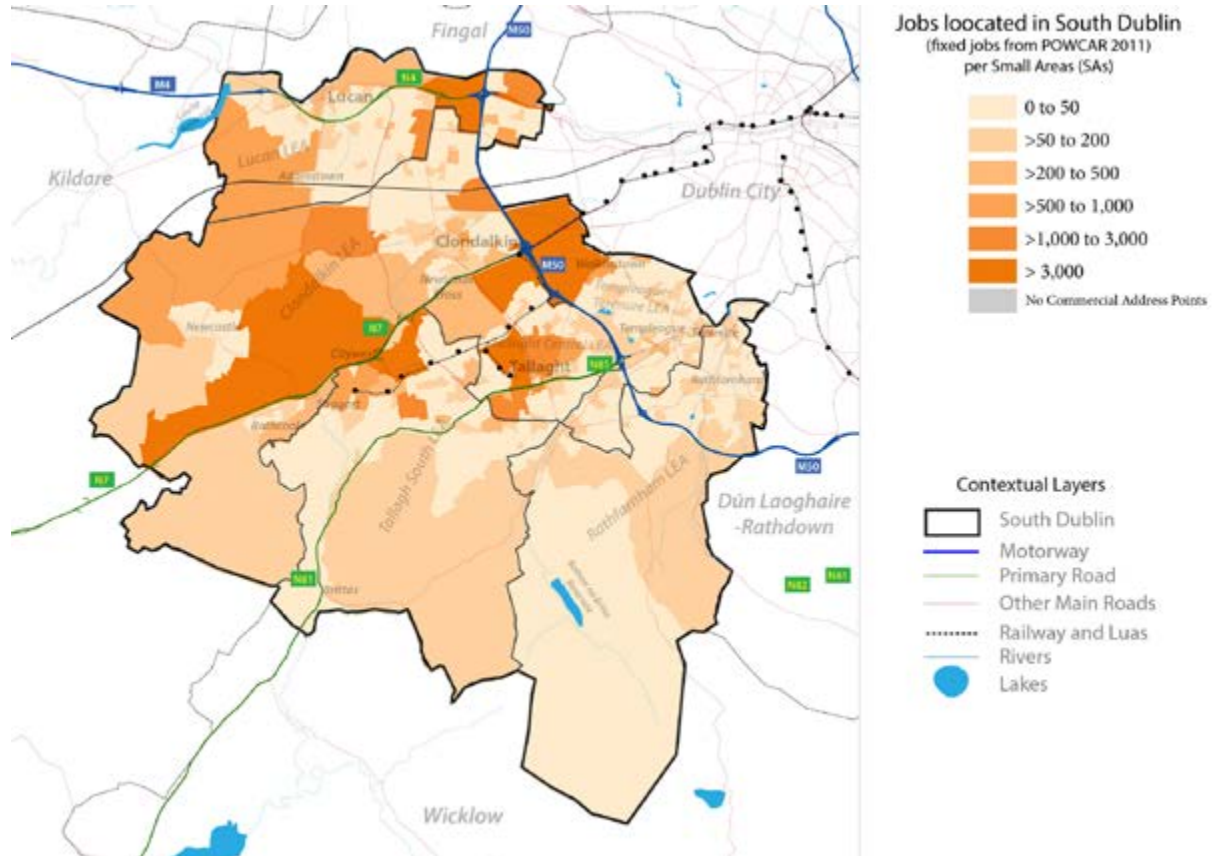 Jobs loocated in South Dublin
(fixed jobs from POWCAR 2011)
per Small Areas (SAs)
0 to 50
>50 to 200
>200 to 500
>500 to 1,000
>1,000 to 3,000
> 3,000
No Commercial Address Points
Contextual Layers
South Dublin
Motorway
Primary Road
Other Main Roads
Railway and Luas
Rivers
Lakes
Fingal
M50
M4
N4
Lucan
Lucan LEA
Kildare
Dublin City
Clondalkin
Clondalkin LEA
M50
Newcastle
N7
Citywest
Tallaght
N81
Templeogue
Rathfarnham
N7
M50
Tallagh South LEA
Rathfarnham LEA
Dún Laoghaire
-Rathdown
N82
N81
Wicklow